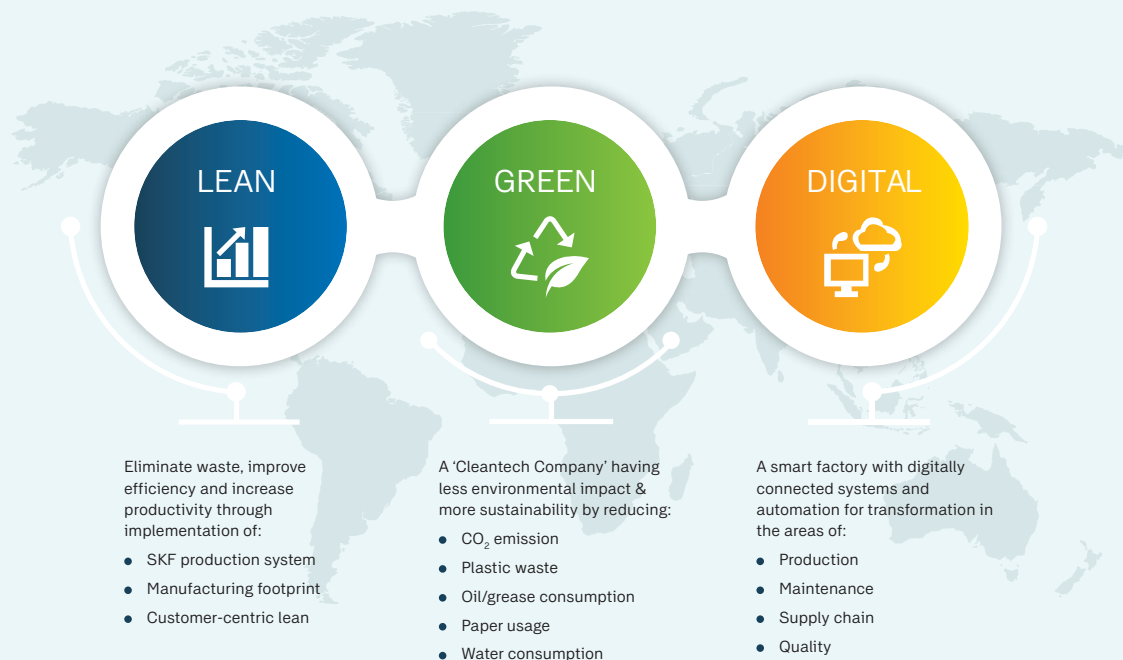 LEAN
GREEN
DIGITAL
Eliminate waste, improve
efficiency and increase
productivity through
implementation of:
• SKF production system
• Manufacturing footprint
• Customer-centric lean
A ‘Cleantech Company’ having
less environmental impact &
more sustainability by reducing:
• CO₂ emission
• Plastic waste
• Oil/grease consumption
• Paper usage
• Water consumption
A smart factory with digitally
connected systems and
automation for transformation in
the areas of:
• Production
• Maintenance
• Supply chain
• Quality